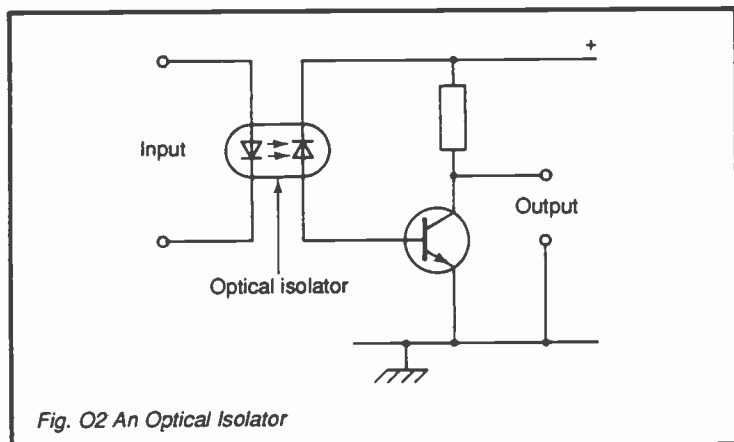 +
Input
Output
Optical isolator
Fig. O2 An Optical Isolator